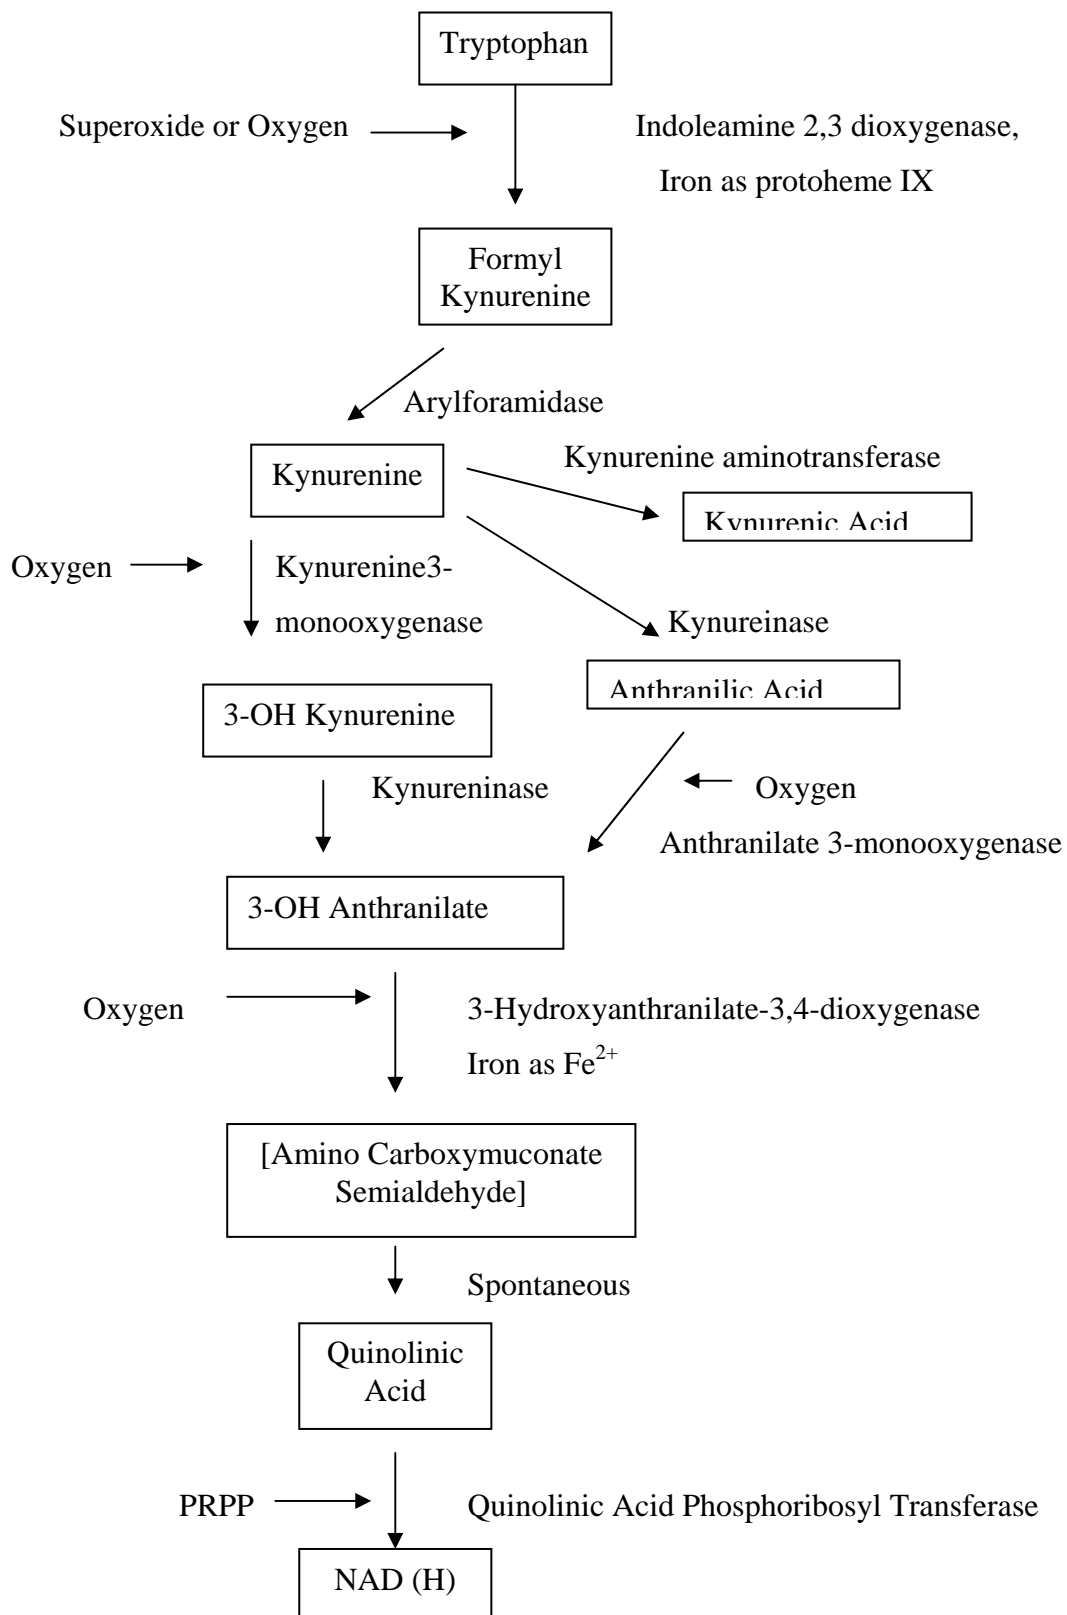 Tryptophan
Superoxide or Oxygen
Indoleamine 2,3 dioxygenase,
Iron as protoheme IX
Formyl
Kynurenine
Arylforamidase
Kynurenine aminotransferase
Kynurenine
Kynurenic Acid
Oxygen
Kynurenine3-
monooxygenase
Kynureinase
Anthranilic Acid
3-OH Kynurenine
Kynureninase
Oxygen
Anthranilate 3-monooxygenase
3-OH Anthranilate
Oxygen
3-Hydroxyanthranilate-3,4-dioxygenase
Iron as Fe²⁺
[Amino Carboxymuconate
Semialdehyde]
Spontaneous
Quinolinic
Acid
PRPP
Quinolinic Acid Phosphoribosyl Transferase
NAD (H)